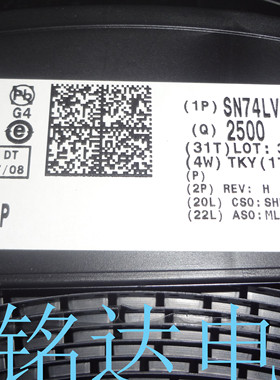 Pb
G4
e
DT
/08
P
(1P) SN74LV
(Q) 2500
(31T)LOT:
(4W) TKY(1T
(P)
(2P) REV: H
(20L) CSO:SH
(22L) ASO:ML
铭达电